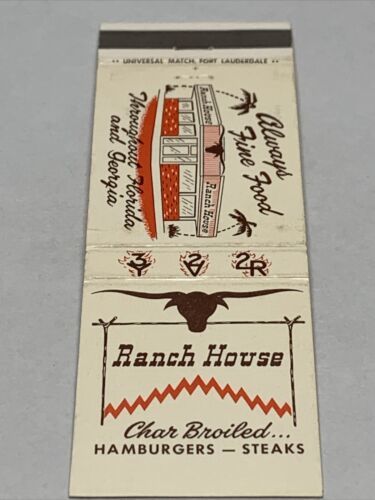 •• UNIVERSAL MATCH, FORT LAUDERDALE ••
Always
Fine Food
Ranch House
Ranch House
Throughout Florida
and Georgia
2R
Ranch House
Char Broiled...
HAMBURGERS — STEAKS